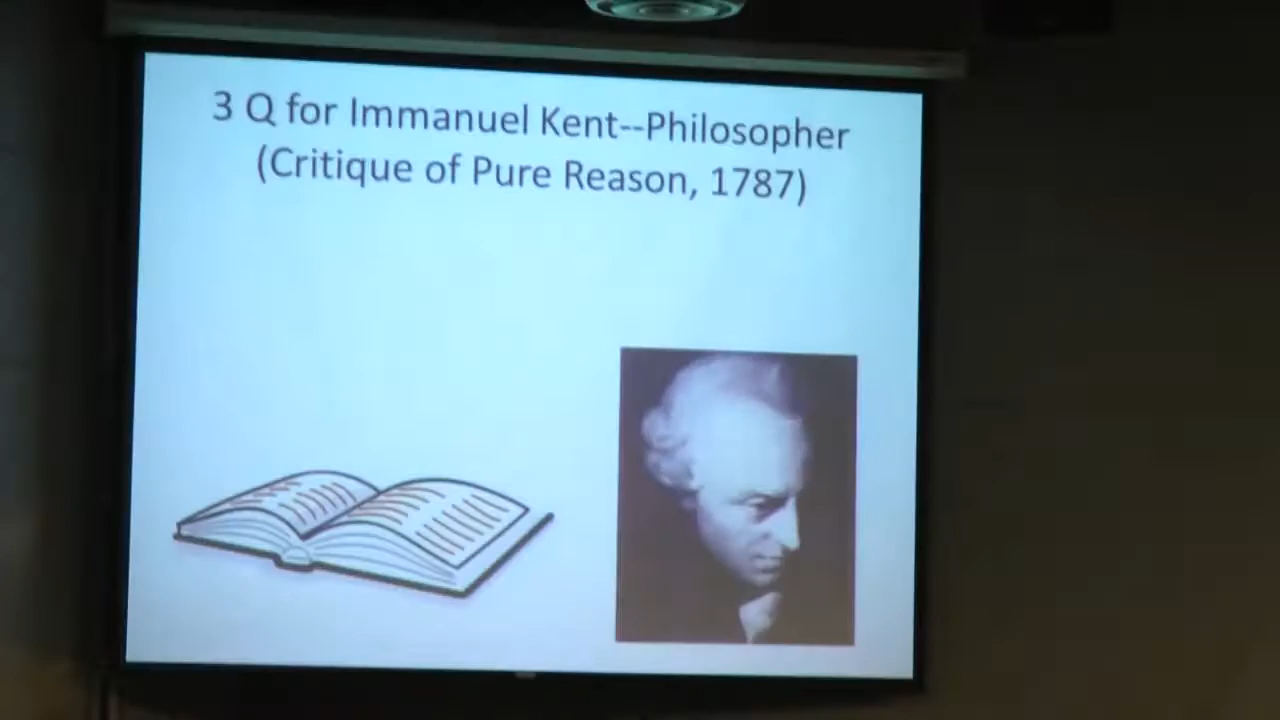 3 Q for Immanuel Kent--Philosopher
(Critique of Pure Reason, 1787)